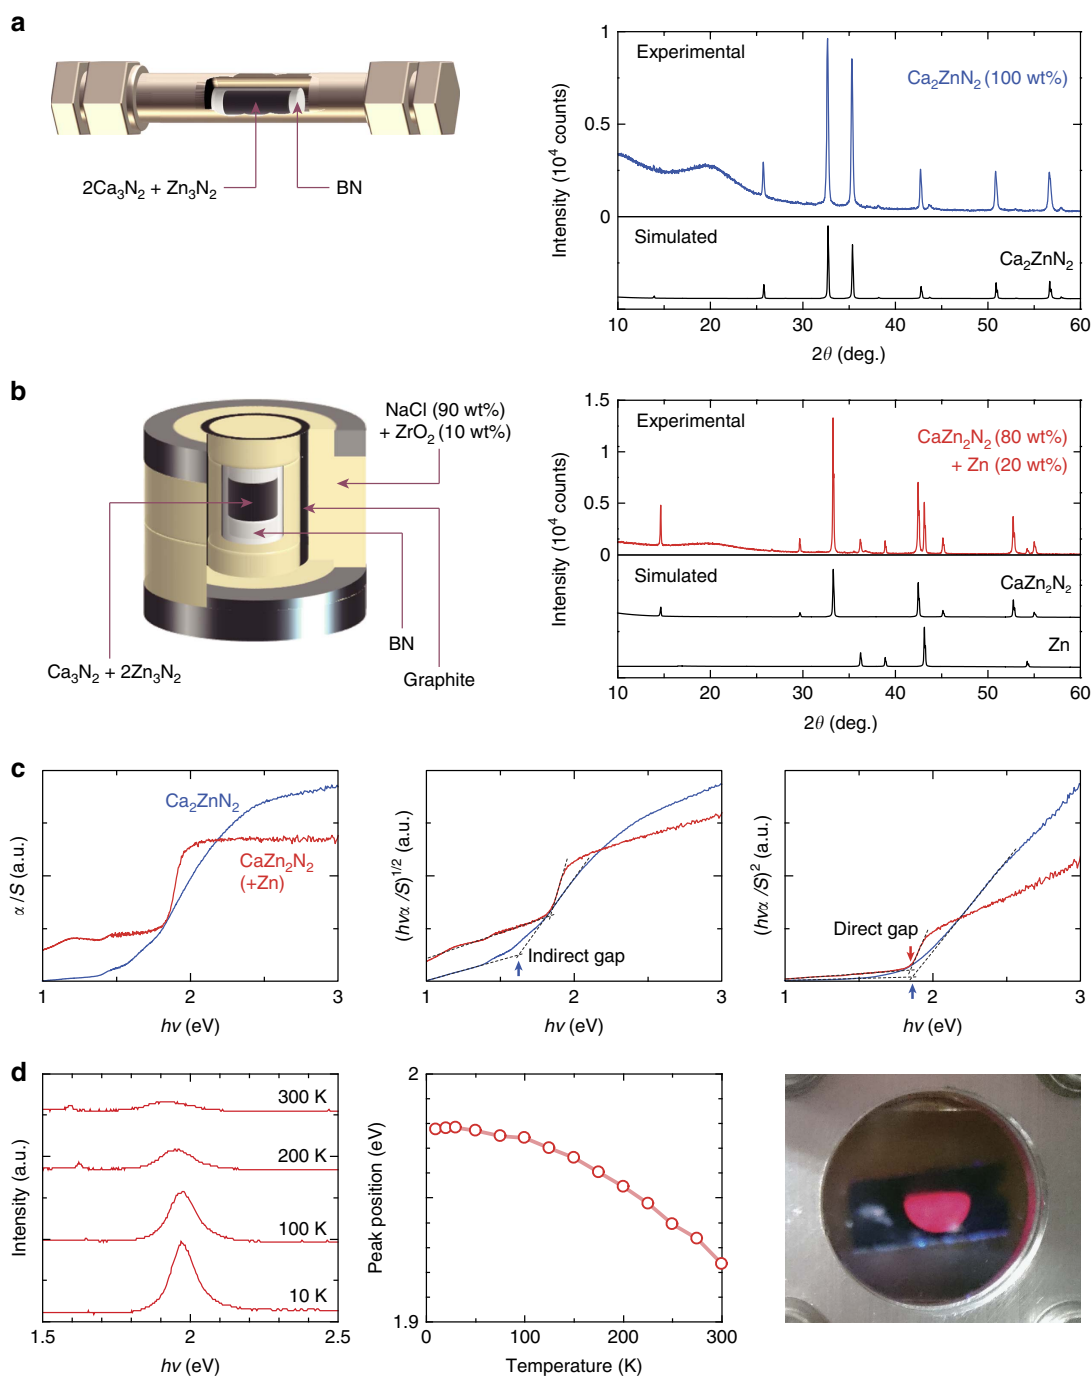 a
2Ca₃N₂ + Zn₃N₂
BN
Experimental
Ca₂ZnN₂ (100 wt%)
Simulated
Ca₂ZnN₂
Intensity (10⁴ counts)
1
0.5
0
10 20 30 40 50 60
2θ (deg.)
b
NaCl (90 wt%)
+ ZrO₂ (10 wt%)
BN
Ca₃N₂ + 2Zn₃N₂
Graphite
Experimental
CaZn₂N₂ (80 wt%)
+ Zn (20 wt%)
Simulated
CaZn₂N₂
Zn
Intensity (10⁴ counts)
1.5
1
0.5
0
10 20 30 40 50 60
2θ (deg.)
c
α/S (a.u.)
Ca₂ZnN₂
CaZn₂N₂
(+Zn)
1 2 3
hν (eV)
(hνα/S)^1/2 (a.u.)
Indirect gap
1 2 3
hν (eV)
(hνα/S)² (a.u.)
Direct gap
1 2 3
hν (eV)
d
Intensity (a.u.)
300 K
200 K
100 K
10 K
1.5 2 2.5
hν (eV)
Peak position (eV)
2
1.9
0 100 200 300
Temperature (K)